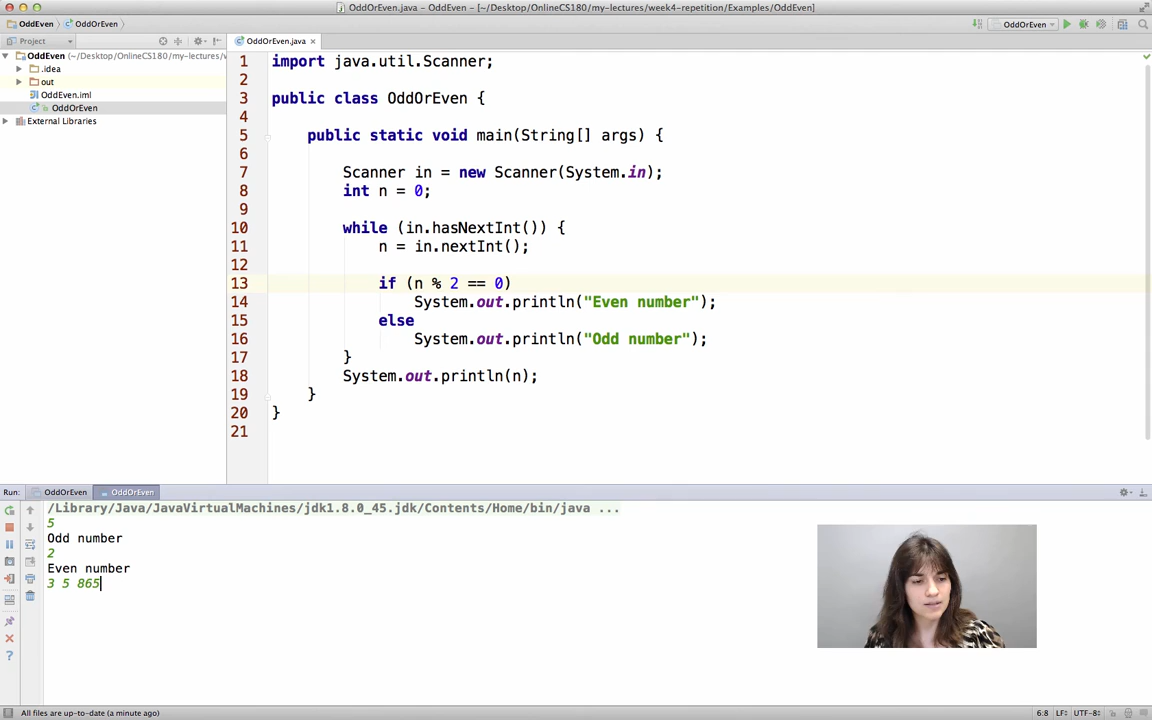 OddOrEven.java - OddEven - [~/Desktop/OnlineCS180/my-lectures/week4-repetition/Examples/OddEven]
OddEven
OddOrEven.java
OddOrEven
Project
OddOrEven.java
OddEven (~/Desktop/OnlineCS180/my-lectures/
.idea
out
OddEven.iml
OddOrEven
External Libraries
1 import java.util.Scanner;
2
3 public class OddOrEven {
4
5 public static void main(String[] args) {
6
7 Scanner in = new Scanner(System.in);
8 int n = 0;
9
10 while (in.hasNextInt()) {
11 n = in.nextInt();
12
13 if (n % 2 == 0)
14 System.out.println("Even number");
15 else
16 System.out.println("Odd number");
17 }
18 System.out.println(n);
19 }
20 }
21
Run: OddOrEven OddOrEven
/Library/Java/JavaVirtualMachines/jdk1.8.0_45.jdk/Contents/Home/bin/java ...
5
Odd number
2
Even number
3 5 865
All files are up-to-date (a minute ago)
6:8 LF÷ UTF-8÷